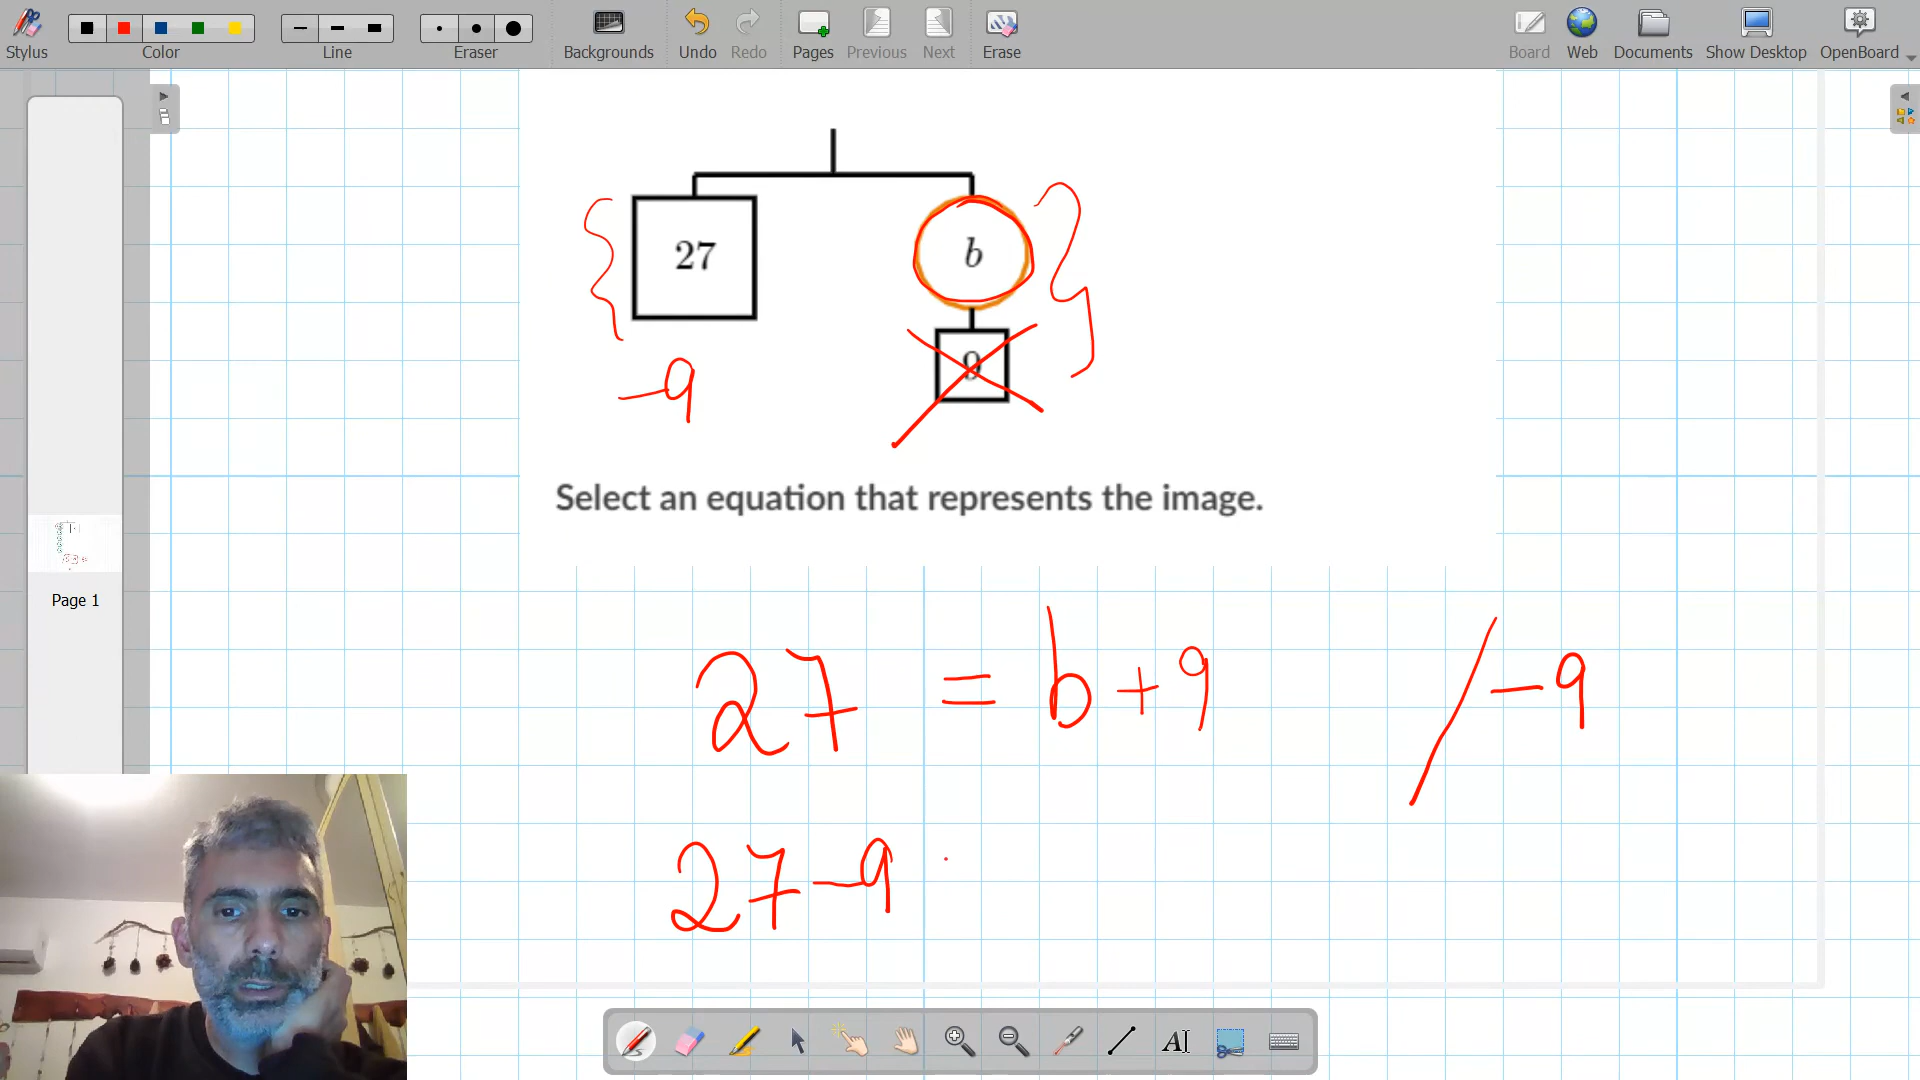 Stylus Color Line Eraser Backgrounds Undo Redo Pages Previous Next Erase Board Web Documents Show Desktop OpenBoard
27 b
9
-9
Select an equation that represents the image.
Page 1
27 = b+9 /-9
27-9